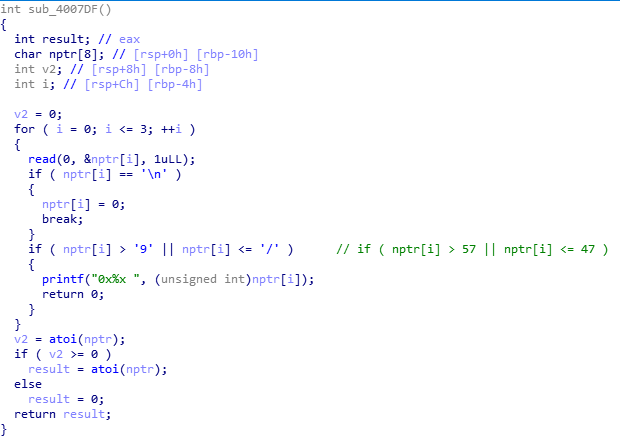 int sub_4007DF()
{
  int result; // eax
  char nptr[8]; // [rsp+0h] [rbp-10h]
  int v2; // [rsp+8h] [rbp-8h]
  int i; // [rsp+Ch] [rbp-4h]

  v2 = 0;
  for ( i = 0; i <= 3; ++i )
  {
    read(0, &nptr[i], 1uLL);
    if ( nptr[i] == '\n' )
    {
      nptr[i] = 0;
      break;
    }
    if ( nptr[i] > '9' || nptr[i] <= '/' )      // if ( nptr[i] > 57 || nptr[i] <= 47 )
    {
      printf("0x%x ", (unsigned int)nptr[i]);
      return 0;
    }
  }
  v2 = atoi(nptr);
  if ( v2 >= 0 )
    result = atoi(nptr);
  else
    result = 0;
  return result;
}